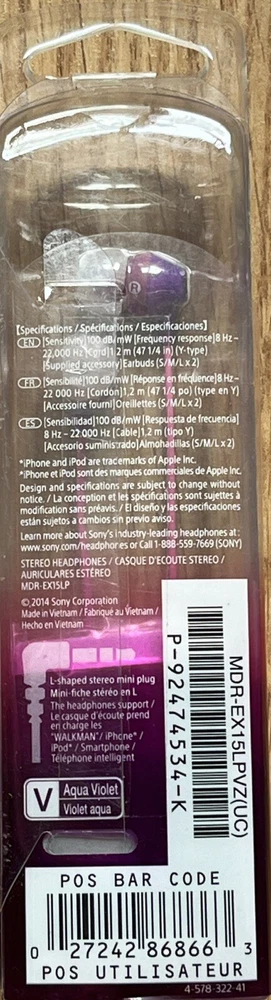 ®
[Specifications / Spécifications / Especificaciones]
EN [Sensitivity] 100 dB/mW [Frequency response] 8 Hz –
22,000 Hz [Cord] 1.2 m (47 1/4 in) (Y-type)
[Supplied accessory] Earbuds (S/M/L x 2)
FR [Sensibilité] 100 dB/mW [Réponse en fréquence] 8 Hz –
22 000 Hz [Cordon] 1,2 m (47 1/4 po) (type en Y)
[Accessoire fourni] Oreillettes (S/M/L x 2)
ES [Sensibilidad] 100 dB/mW [Respuesta de frecuencia]
8 Hz – 22 000 Hz [Cable] 1,2 m (tipo Y)
[Accesorio suministrado] Almohadillas (S/M/L x 2)
*iPhone and iPod are trademarks of Apple Inc.
*iPhone et iPod sont des marques commerciales de Apple Inc.
Design and specifications are subject to change without
notice. / La conception et les spécifications sont sujettes à
modification sans préavis. / El diseño y las especificaciones
están sujetos a cambios sin previo aviso.
Learn more about Sony's industry-leading headphones at:
www.sony.com/headphones or Call 1-888-559-7669 (SONY)
STEREO HEADPHONES / CASQUE D'ECOUTE STEREO /
AURICULARES ESTÉREO
MDR-EX15LP
© 2014 Sony Corporation
Made in Vietnam / Fabriqué au Vietnam /
Hecho en Vietnam
L-shaped stereo mini plug
Mini-fiche stéréo en L
The headphones support /
Le casque d'écoute prend
en charge les
"WALKMAN" / iPhone* /
iPod* / Smartphone /
Téléphone intelligent
V Aqua Violet
Violet aqua
MDR-EX15LPVZ(UC)
P-92474534-K
POS BAR CODE
0 27242 86866 3
POS UTILISATEUR
4-578-322-41